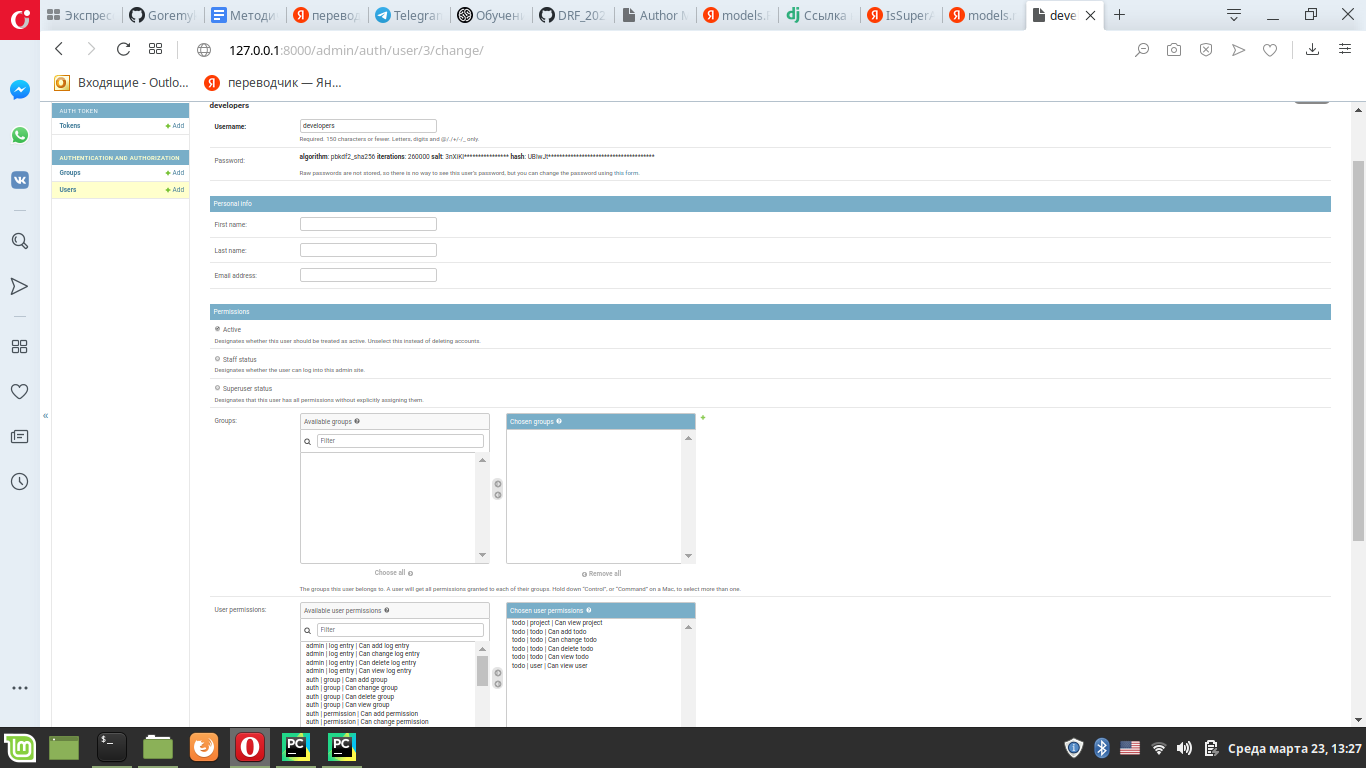 Экспрес
Goremy
Методи
перевод
Telegram
Обучен
DRF_202
Author M
models.F
Ссылка
IsSuperA
models.r
deve
127.0.0.1:8000/admin/auth/user/3/change/
Входящие - Outlo...
переводчик — Ян...
AUTH TOKEN
Tokens
Add
AUTHENTICATION AND AUTHORIZATION
Groups
Add
Users
Add
developers
Username:
developers
Required. 150 characters or fewer. Letters, digits and @/./+/-/_ only.
Password:
algorithm: pbkdf2_sha256 iterations: 260000 salt: 3nXIKI**************** hash: UBlwJt**************************************
Raw passwords are not stored, so there is no way to see this user's password, but you can change the password using this form.
Personal info
First name:
Last name:
Email address:
Permissions
Active
Designates whether this user should be treated as active. Unselect this instead of deleting accounts.
Staff status
Designates whether the user can log into this admin site.
Superuser status
Designates that this user has all permissions without explicitly assigning them.
Groups:
Available groups
Filter
Choose all
Chosen groups
Remove all
The groups this user belongs to. A user will get all permissions granted to each of their groups. Hold down "Control", or "Command" on a Mac, to select more than one.
User permissions:
Available user permissions
Filter
admin | log entry | Can add log entry
admin | log entry | Can change log entry
admin | log entry | Can delete log entry
admin | log entry | Can view log entry
auth | group | Can add group
auth | group | Can change group
auth | group | Can delete group
auth | group | Can view group
auth | permission | Can add permission
auth | permission | Can change permission
Chosen user permissions
todo | project | Can view project
todo | todo | Can add todo
todo | todo | Can change todo
todo | todo | Can delete todo
todo | todo | Can view todo
todo | user | Can view user
Среда марта 23, 13:27